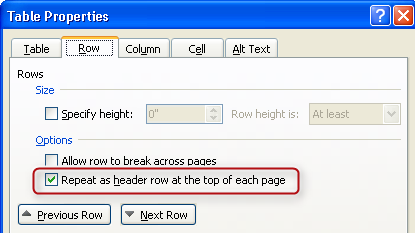 Table Properties
Table Row Column Cell Alt Text
Rows
Size
Specify height: 0" Row height is: At least
Options
Allow row to break across pages
Repeat as header row at the top of each page
Previous Row Next Row